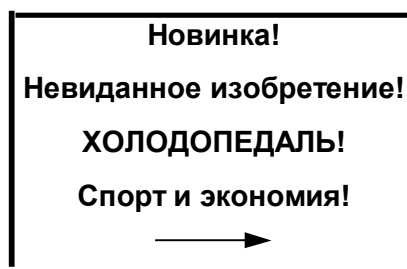 Новинка!
Невиданное изобретение!
ХОЛОДОПЕДАЛЬ!
Спорт и экономия!